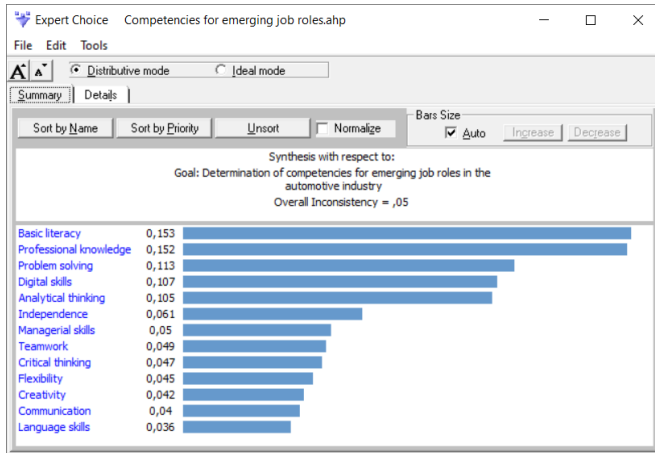 Expert Choice Competencies for emerging job roles.ahp
File Edit Tools
A A Distributive mode Ideal mode
Summary Details
Bars Size
Sort by Name Sort by Priority Unsort Normalize Auto Increase Decrease
Synthesis with respect to:
Goal: Determination of competencies for emerging job roles in the
automotive industry
Overall Inconsistency = ,05
Basic literacy 0,153
Professional knowledge 0,152
Problem solving 0,113
Digital skills 0,107
Analytical thinking 0,105
Independence 0,061
Managerial skills 0,05
Teamwork 0,049
Critical thinking 0,047
Flexibility 0,045
Creativity 0,042
Communication 0,04
Language skills 0,036